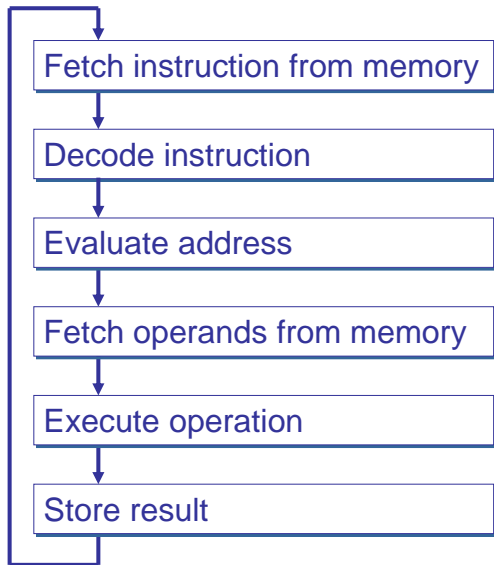 Fetch instruction from memory
Decode instruction
Evaluate address
Fetch operands from memory
Execute operation
Store result